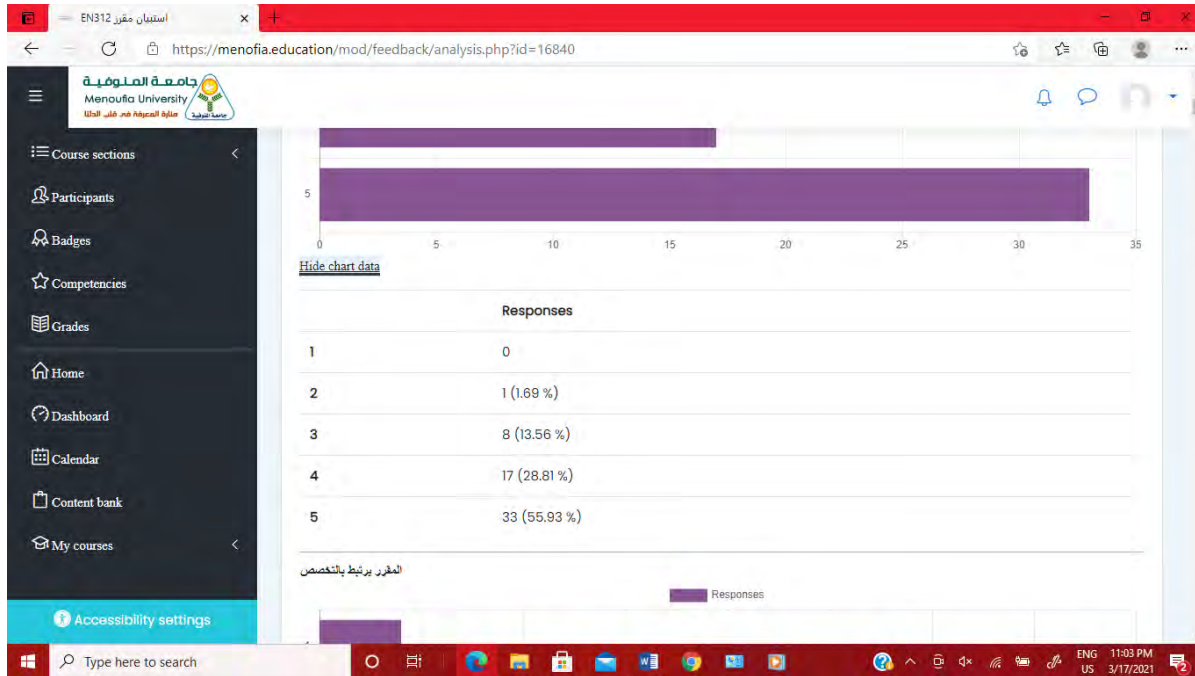 استبيان مقرر EN312
https://menofia.education/mod/feedback/analysis.php?id=16840
جامعة المنوفية
Menoufia University
منارة المعرفة في قلب الدلتا
جامعة المنوفية
Course sections
Participants
Badges
Competencies
Grades
Home
Dashboard
Calendar
Content bank
My courses
Accessibility settings
5
0 5 10 15 20 25 30 35
Hide chart data
Responses
1 0
2 1 (1.69 %)
3 8 (13.56 %)
4 17 (28.81 %)
5 33 (55.93 %)
المقرر يرتبط بالتخصص
Responses
Type here to search
ENG 11:03 PM
US 3/17/2021
2